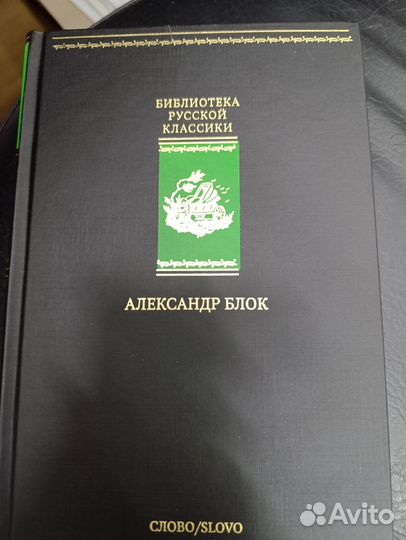 БИБЛИОТЕКА
РУССКОЙ
КЛАССИКИ
АЛЕКСАНДР БЛОК
СЛОВО/SLOVO
Avito